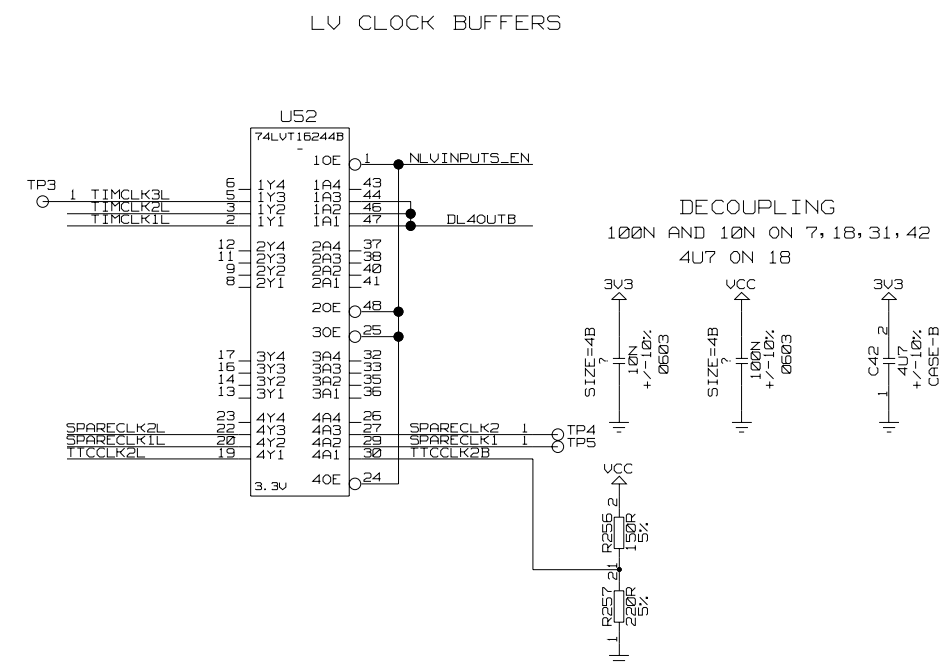 LV CLOCK BUFFERS
U52
74LVT16244B
-
1OE 1 NLVINPUTS_EN
TP3 1 TIMCLK3L
6 1Y4 1A4 43
5 1Y3 1A3 44
TIMCLK2L 3 1Y2 1A2 46
TIMCLK1L 2 1Y1 1A1 47 DL40UTB
12 2Y4 2A4 37
11 2Y3 2A3 38
9 2Y2 2A2 40
8 2Y1 2A1 41
2OE 48
3OE 25
17 3Y4 3A4 32
16 3Y3 3A3 33
14 3Y2 3A2 35
13 3Y1 3A1 36
23 4Y4 4A4 26
SPARECLK2L 22 4Y3 4A3 27 SPARECLK2 1 TP4
SPARECLK1L 20 4Y2 4A2 29 SPARECLK1 1 TP5
TTCCLK2L 19 4Y1 4A1 30 TTCCLK2B
3.3V 4OE 24
DECOUPLING
100N AND 10N ON 7,18,31,42
4U7 ON 18
3V3
SIZE=4B
?
10N
+/-10%
0603
VCC
SIZE=4B
?
100N
+/-10%
0603
3V3
C42
2
1
4U7
+/-10%
CASE-B
VCC
2
R256
150R
5%
1
2
R257
220R
5%
1